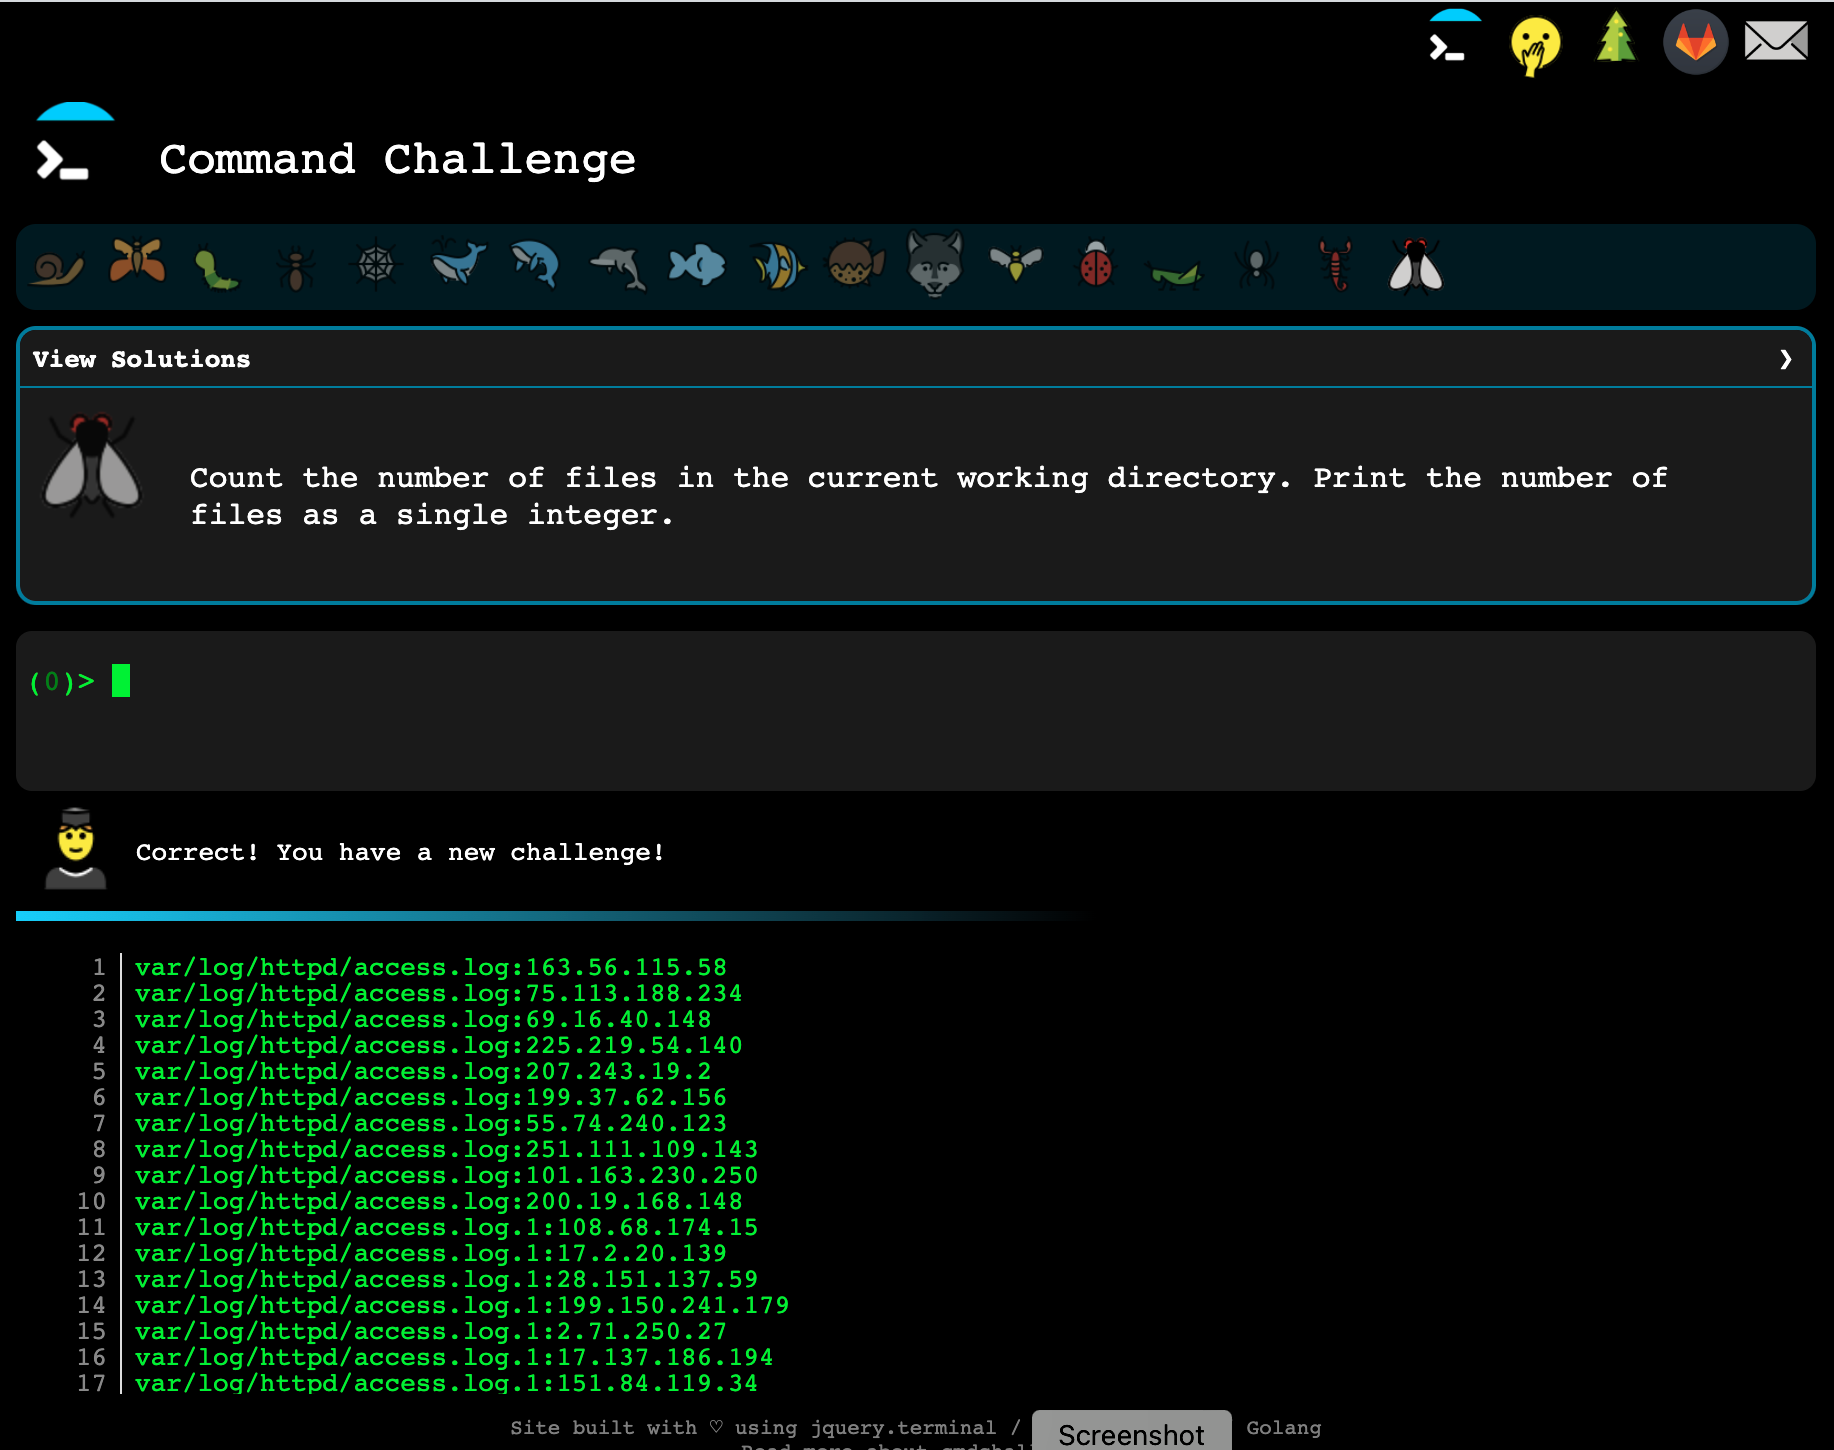 Command Challenge
View Solutions
Count the number of files in the current working directory. Print the number of
files as a single integer.
(0)>
Correct! You have a new challenge!
1 var/log/httpd/access.log:163.56.115.58
2 var/log/httpd/access.log:75.113.188.234
3 var/log/httpd/access.log:69.16.40.148
4 var/log/httpd/access.log:225.219.54.140
5 var/log/httpd/access.log:207.243.19.2
6 var/log/httpd/access.log:199.37.62.156
7 var/log/httpd/access.log:55.74.240.123
8 var/log/httpd/access.log:251.111.109.143
9 var/log/httpd/access.log:101.163.230.250
10 var/log/httpd/access.log:200.19.168.148
11 var/log/httpd/access.log.1:108.68.174.15
12 var/log/httpd/access.log.1:17.2.20.139
13 var/log/httpd/access.log.1:28.151.137.59
14 var/log/httpd/access.log.1:199.150.241.179
15 var/log/httpd/access.log.1:2.71.250.27
16 var/log/httpd/access.log.1:17.137.186.194
17 var/log/httpd/access.log.1:151.84.119.34
Site built with ♡ using jquery.terminal / Screenshot Golang
Read more about